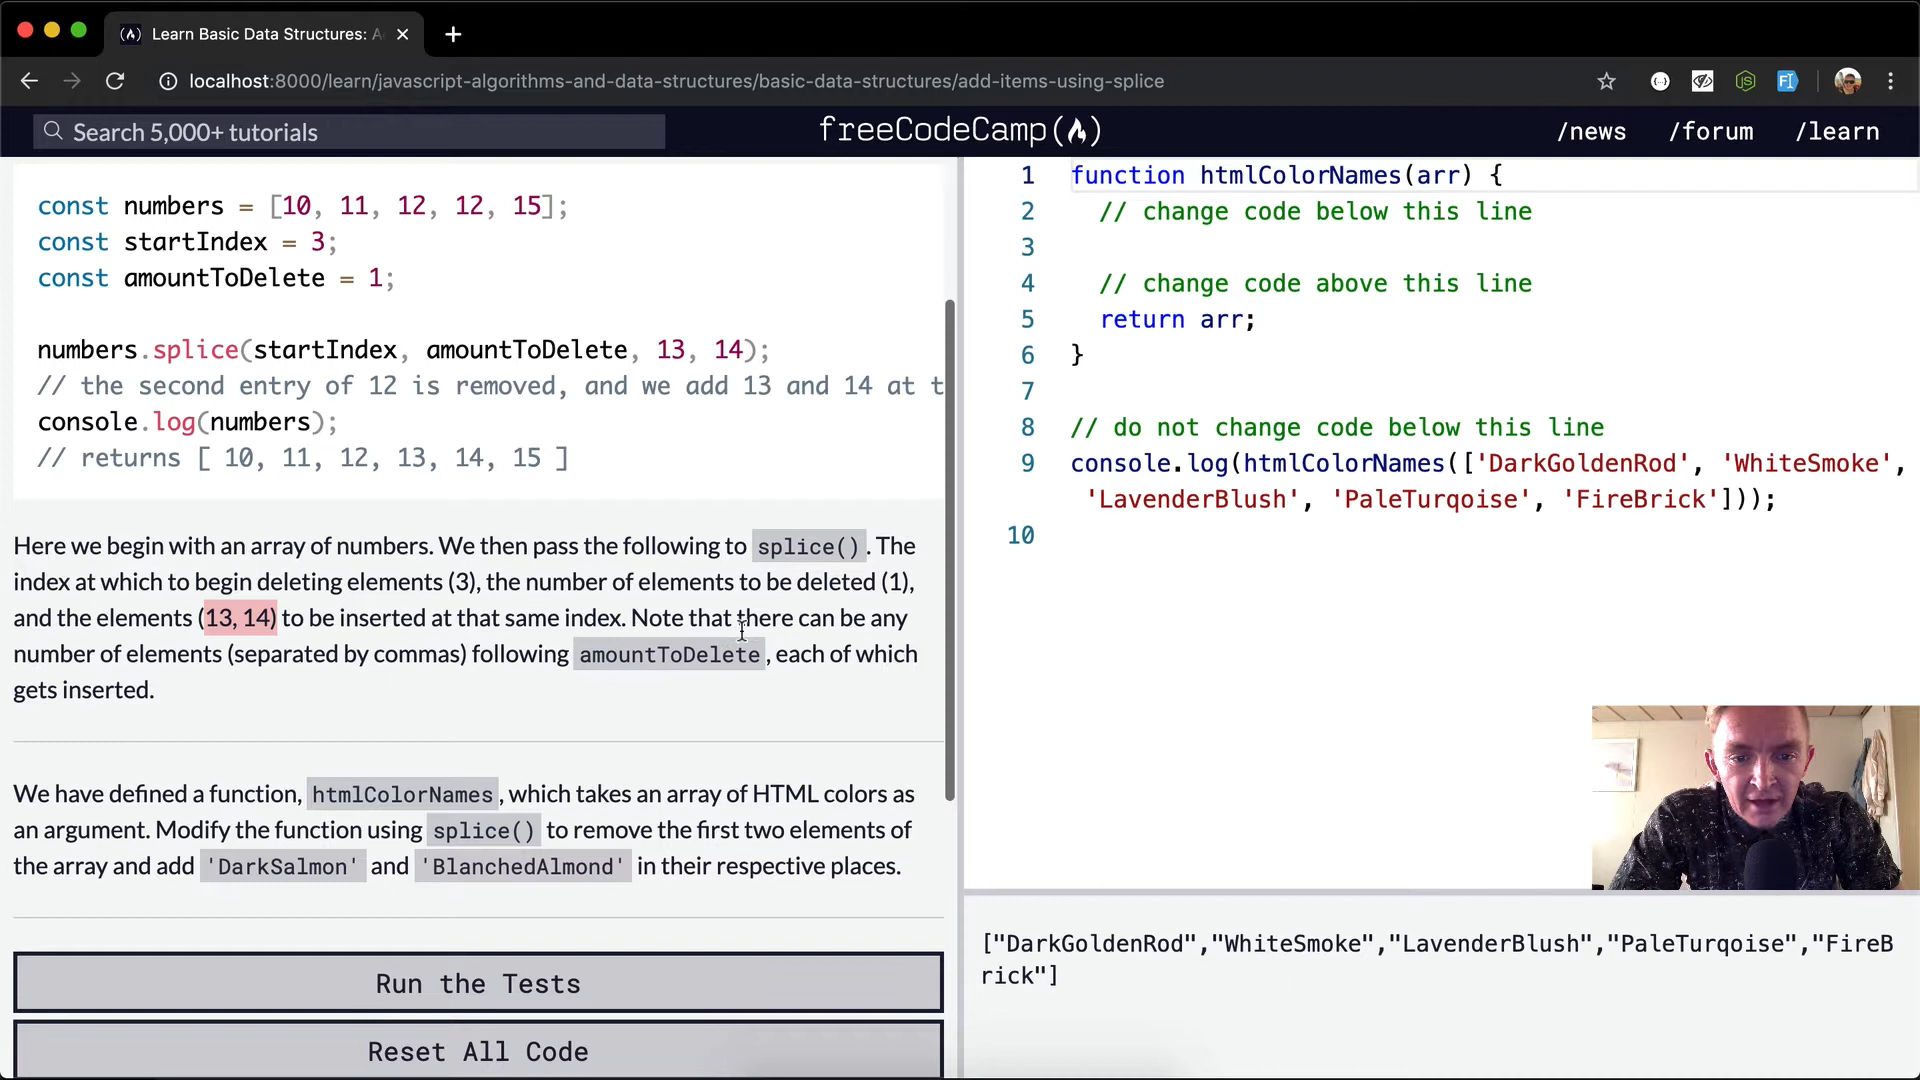 Learn Basic Data Structures: A
localhost:8000/learn/javascript-algorithms-and-data-structures/basic-data-structures/add-items-using-splice
Search 5,000+ tutorials
freeCodeCamp
/news /forum /learn
const numbers = [10, 11, 12, 12, 15];
const startIndex = 3;
const amountToDelete = 1;
numbers.splice(startIndex, amountToDelete, 13, 14);
// the second entry of 12 is removed, and we add 13 and 14 at t
console.log(numbers);
// returns [ 10, 11, 12, 13, 14, 15 ]
Here we begin with an array of numbers. We then pass the following to splice(). The
index at which to begin deleting elements (3), the number of elements to be deleted (1),
and the elements (13, 14) to be inserted at that same index. Note that there can be any
number of elements (separated by commas) following amountToDelete, each of which
gets inserted.
We have defined a function, htmlColorNames, which takes an array of HTML colors as
an argument. Modify the function using splice() to remove the first two elements of
the array and add 'DarkSalmon' and 'BlanchedAlmond' in their respective places.
Run the Tests
Reset All Code
1 function htmlColorNames(arr) {
2 // change code below this line
3
4 // change code above this line
5 return arr;
6 }
7
8 // do not change code below this line
9 console.log(htmlColorNames(['DarkGoldenRod', 'WhiteSmoke',
'LavenderBlush', 'PaleTurqoise', 'FireBrick']));
10
["DarkGoldenRod","WhiteSmoke","LavenderBlush","PaleTurqoise","FireB
rick"]